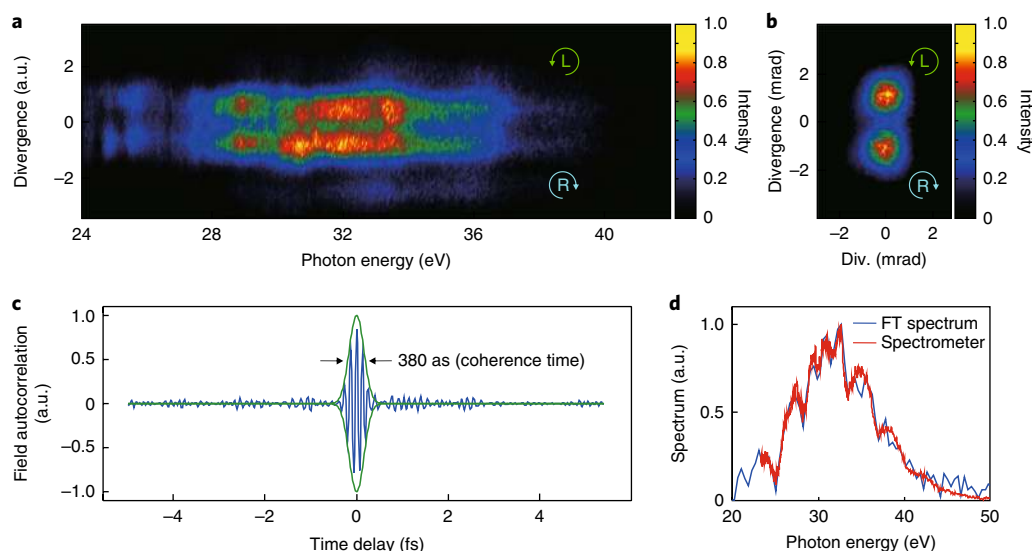 a
Divergence (a.u.)
2
0
−2
L
R
24
28
32
36
40
Photon energy (eV)
1.0
0.8
0.6
0.4
0.2
0
Intensity
b
Divergence (mrad)
2
0
−2
L
R
−2
0
2
Div. (mrad)
1.0
0.8
0.6
0.4
0.2
0
Intensity
c
Field autocorrelation
(a.u.)
1.0
0.5
0
−0.5
−1.0
380 as (coherence time)
−4
−2
0
2
4
Time delay (fs)
d
Spectrum (a.u.)
1.0
0.5
0
FT spectrum
Spectrometer
20
30
40
50
Photon energy (eV)